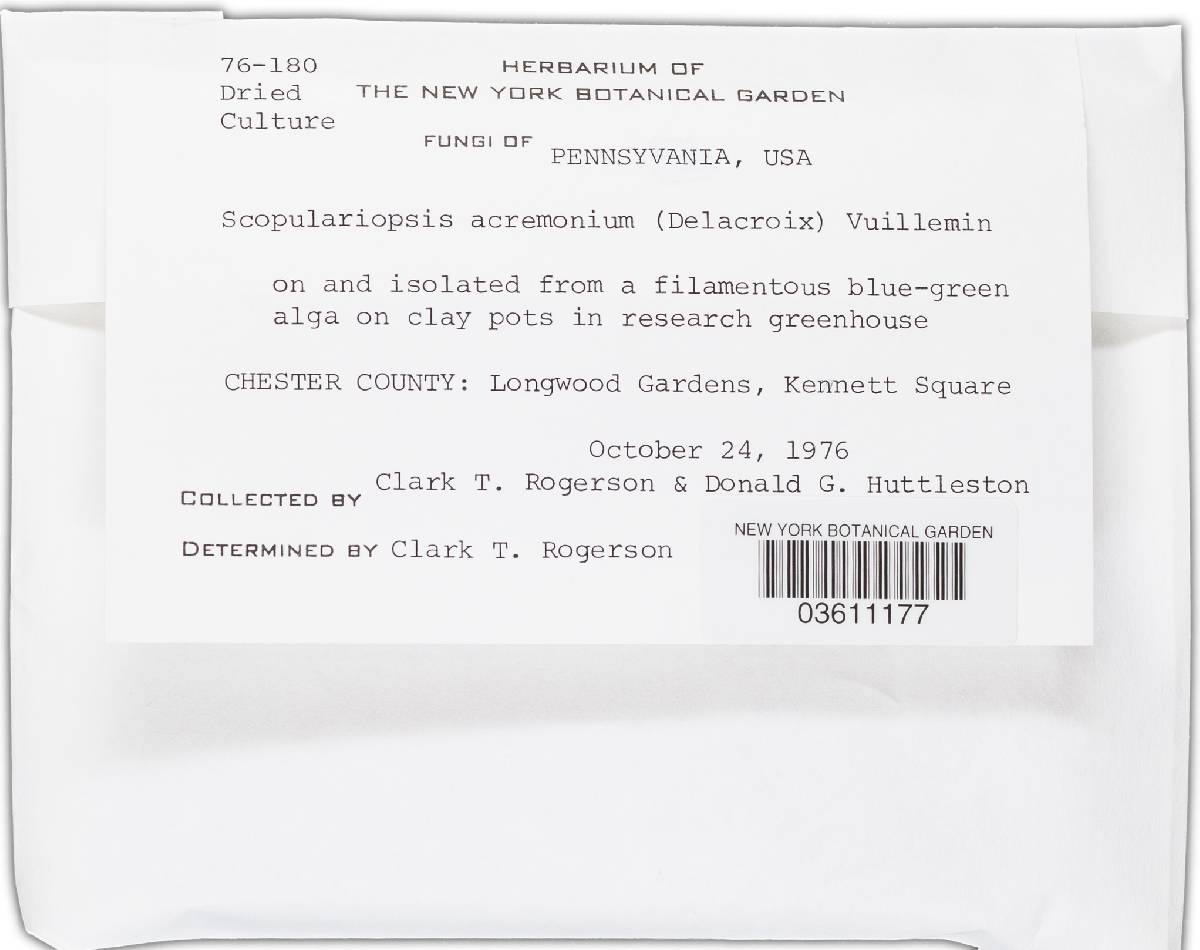 76-180
Dried
Culture
HERBARIUM OF
THE NEW YORK BOTANICAL GARDEN
FUNGI OF PENNSYVANIA, USA
Scopulariopsis acremonium (Delacroix) Vuillemin
on and isolated from a filamentous blue-green
alga on clay pots in research greenhouse
CHESTER COUNTY: Longwood Gardens, Kennett Square
October 24, 1976
COLLECTED BY Clark T. Rogerson & Donald G. Huttleston
DETERMINED BY Clark T. Rogerson
NEW YORK BOTANICAL GARDEN
03611177